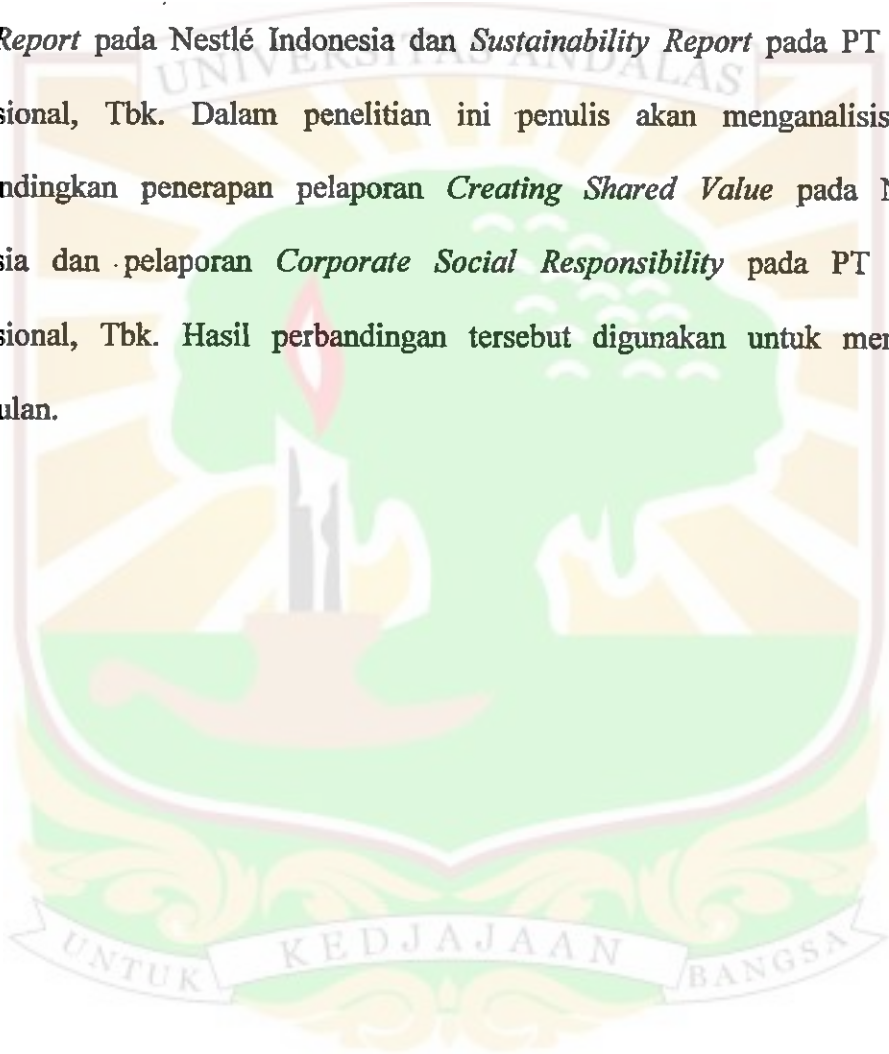 Report pada Nestlé Indonesia dan Sustainability Report pada PT
sional, Tbk. Dalam penelitian ini penulis akan menganalisis
ndingkan penerapan pelaporan Creating Shared Value pada N
sia dan pelaporan Corporate Social Responsibility pada PT
sional, Tbk. Hasil perbandingan tersebut digunakan untuk mer
ulan.
UNIVERSITAS ANDALAS
UNTUK KEDJAJAAN BANGSA